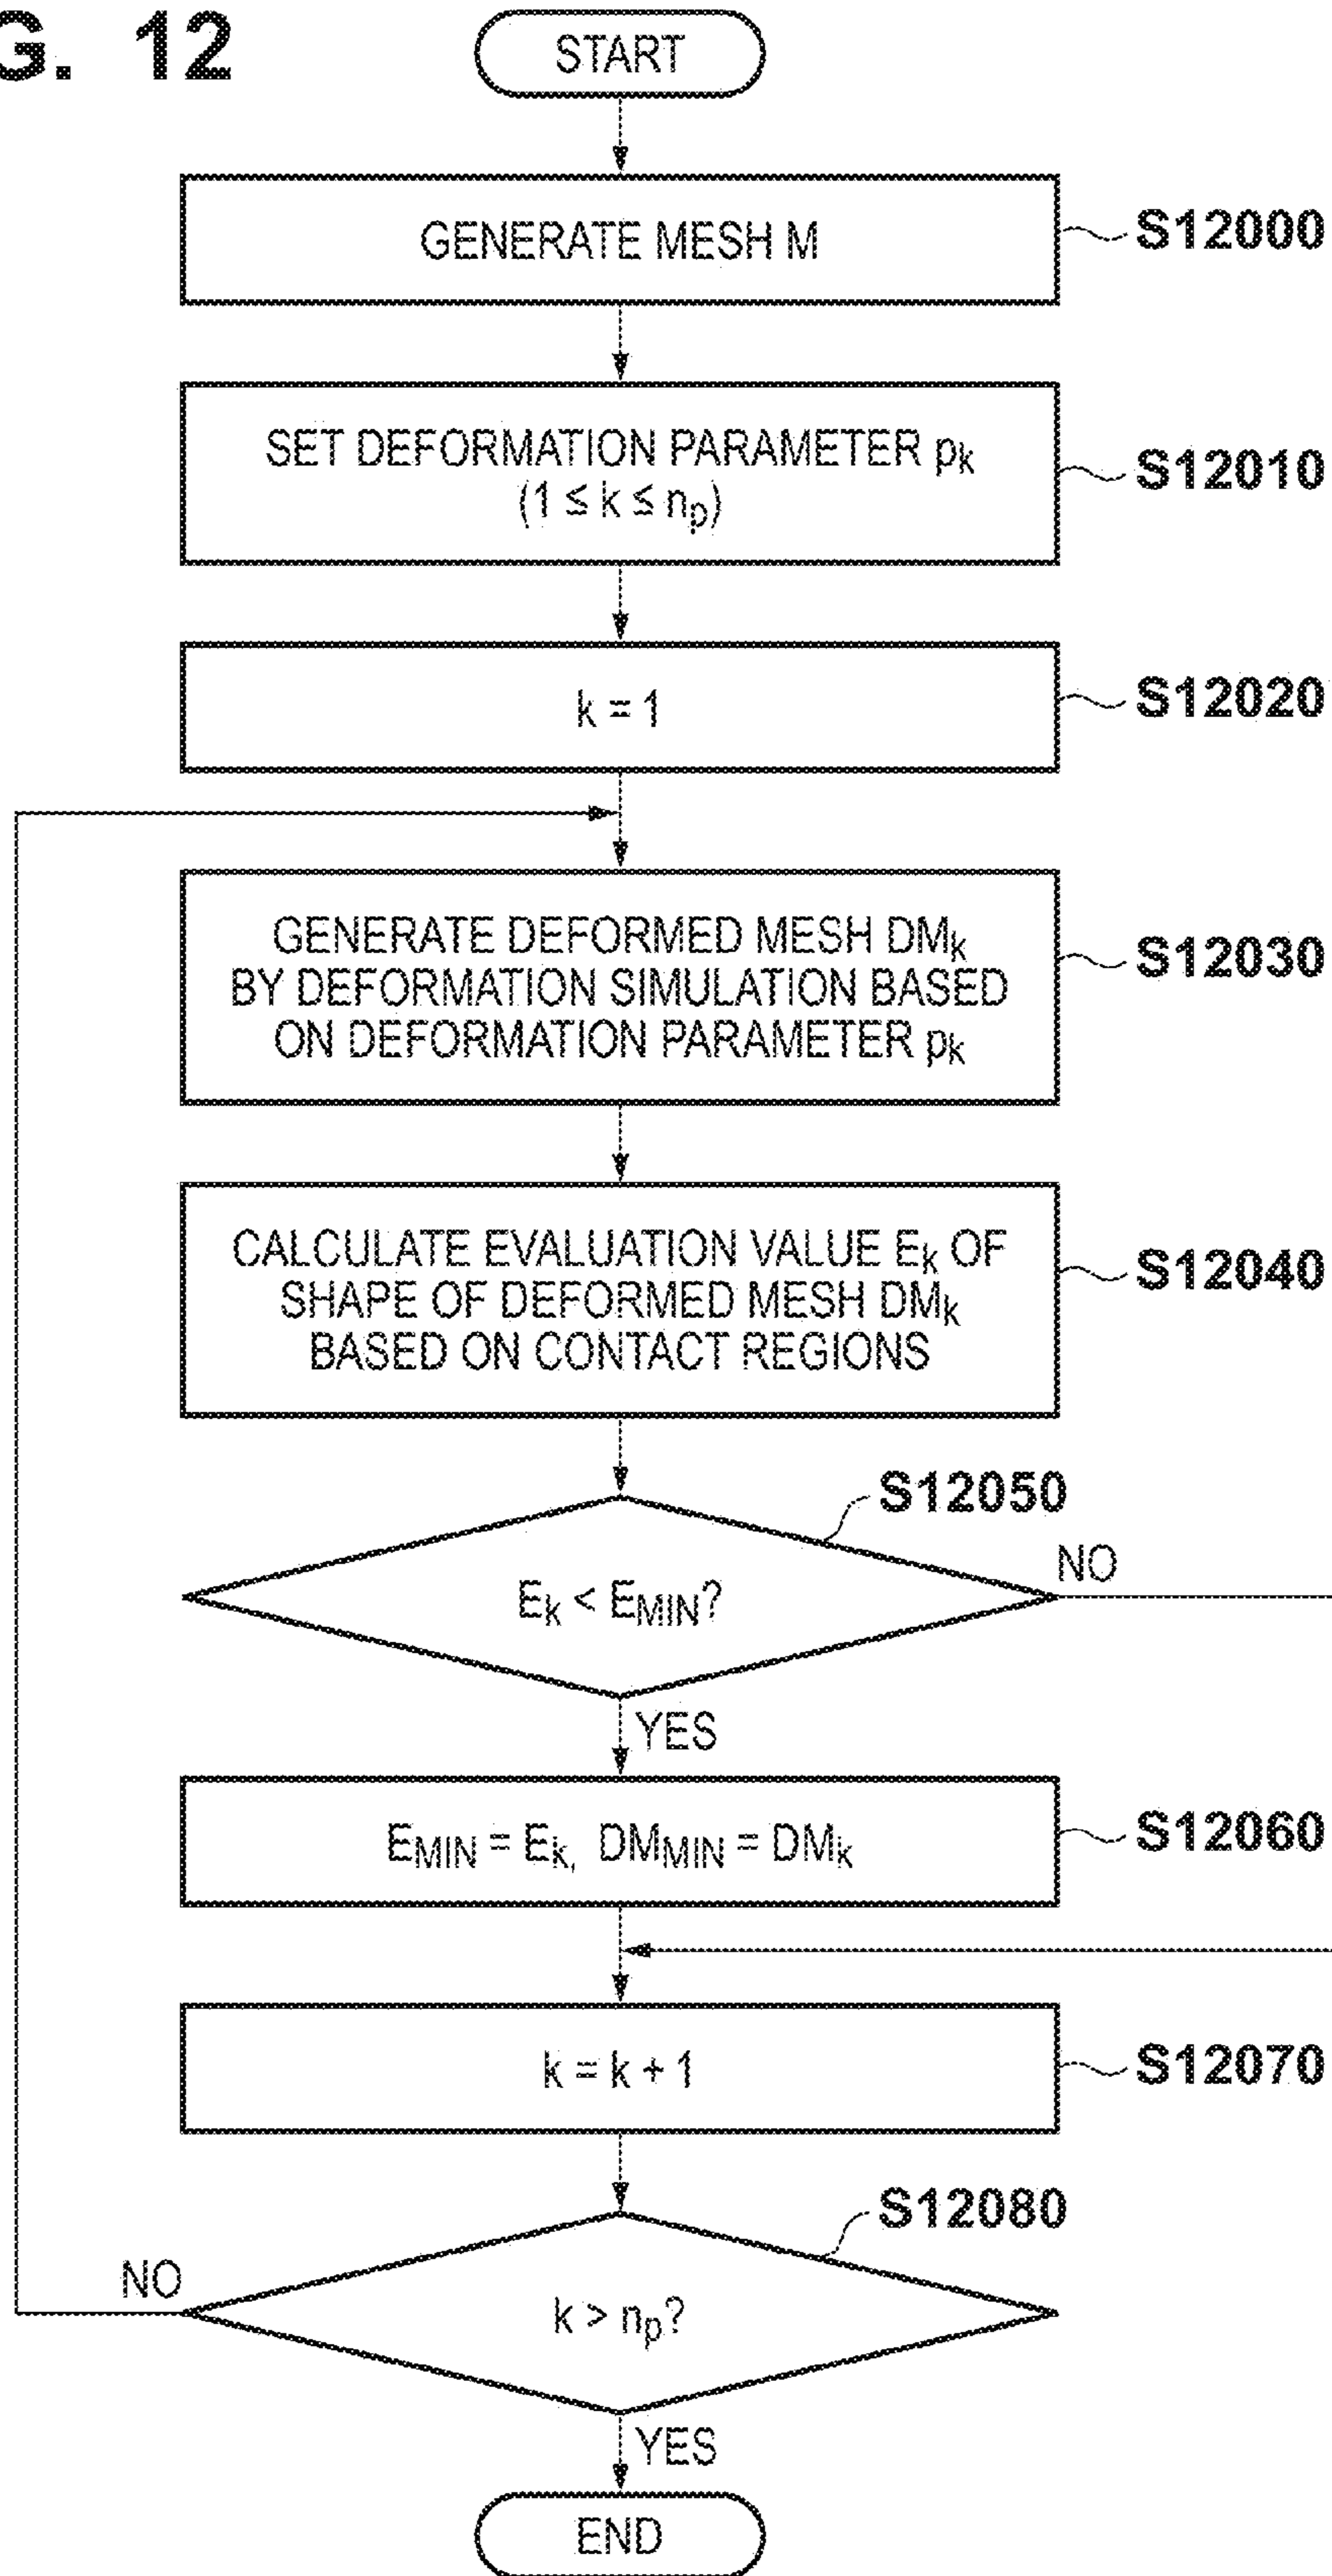 G. 12
START
GENERATE MESH M
S12000
SET DEFORMATION PARAMETER pk
(1 ≤ k ≤ np)
S12010
k = 1
S12020
GENERATE DEFORMED MESH DMk
BY DEFORMATION SIMULATION BASED
ON DEFORMATION PARAMETER pk
S12030
CALCULATE EVALUATION VALUE Ek OF
SHAPE OF DEFORMED MESH DMk
BASED ON CONTACT REGIONS
S12040
S12050
Ek < EMIN?
NO
YES
EMIN = Ek, DMMIN = DMk
S12060
k = k + 1
S12070
S12080
NO
k > np?
YES
END